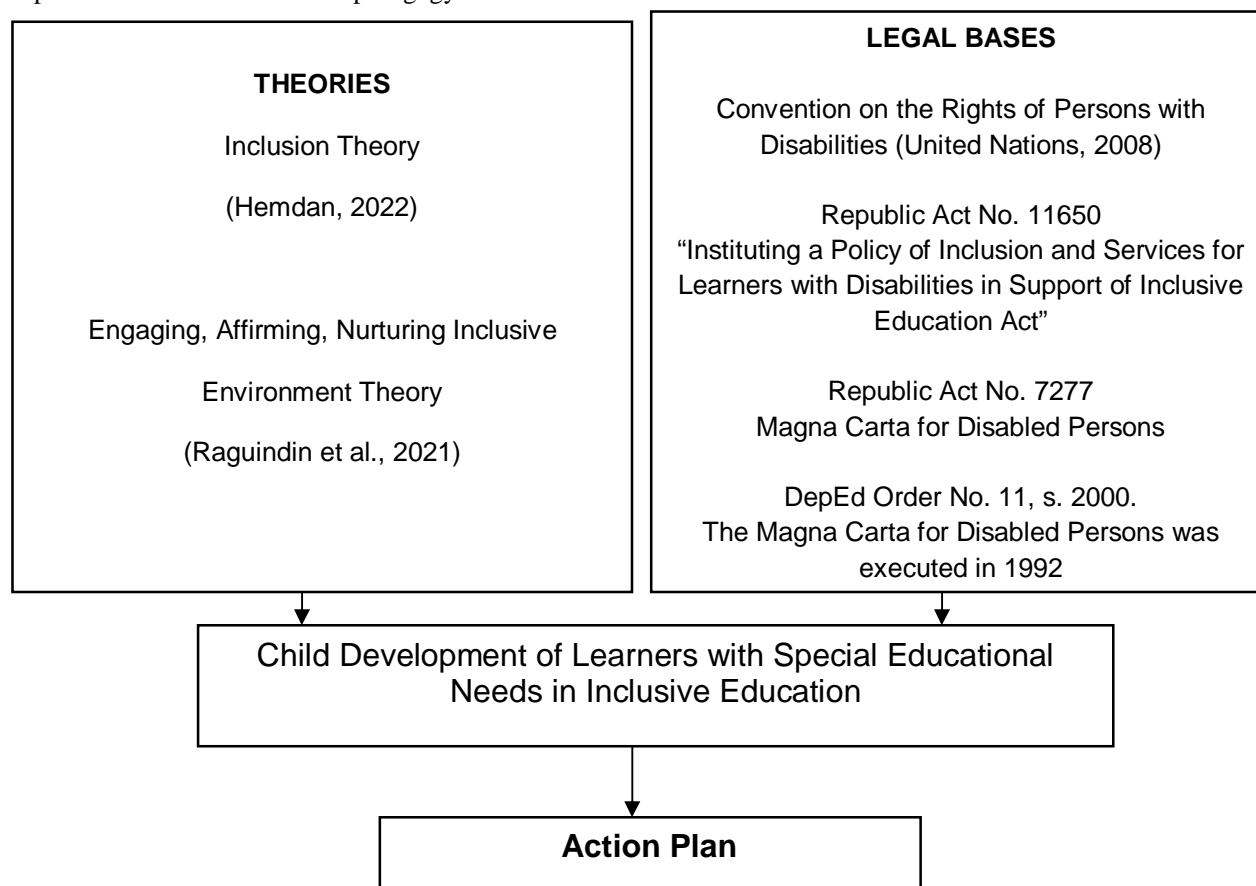 THEORIES
Inclusion Theory
(Hemdan, 2022)
Engaging, Affirming, Nurturing Inclusive
Environment Theory
(Raguindin et al., 2021)
LEGAL BASES
Convention on the Rights of Persons with
Disabilities (United Nations, 2008)
Republic Act No. 11650
“Instituting a Policy of Inclusion and Services for
Learners with Disabilities in Support of Inclusive
Education Act”
Republic Act No. 7277
Magna Carta for Disabled Persons
DepEd Order No. 11, s. 2000.
The Magna Carta for Disabled Persons was
executed in 1992
Child Development of Learners with Special Educational
Needs in Inclusive Education
Action Plan